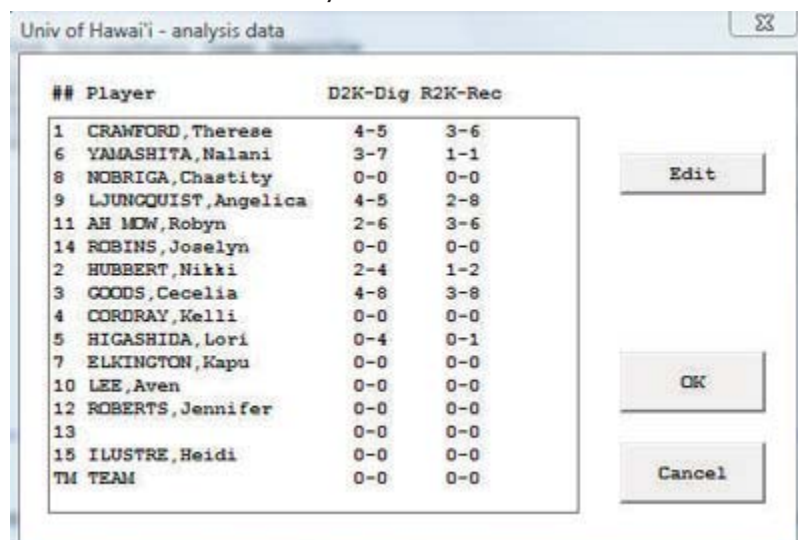 Univ of Hawai'i - analysis data
## Player D2K-Dig R2K-Rec
1 CRAWFORD,Therese 4-5 3-6
6 YAMASHITA,Nalani 3-7 1-1
8 NOBRIGA,Chastity 0-0 0-0
9 LJUNGQUIST,Angelica 4-5 2-8
11 AH MOW,Robyn 2-6 3-6
14 ROBINS,Joselyn 0-0 0-0
2 HUBBERT,Nikki 2-4 1-2
3 GOODS,Cecelia 4-8 3-8
4 CORDRAY,Kelli 0-0 0-0
5 HIGASHIDA,Lori 0-4 0-1
7 ELKINGTON,Kapu 0-0 0-0
10 LEE,Aven 0-0 0-0
12 ROBERTS,Jennifer 0-0 0-0
13 0-0 0-0
15 ILUSTRE,Heidi 0-0 0-0
TM TEAM 0-0 0-0
Edit
OK
Cancel